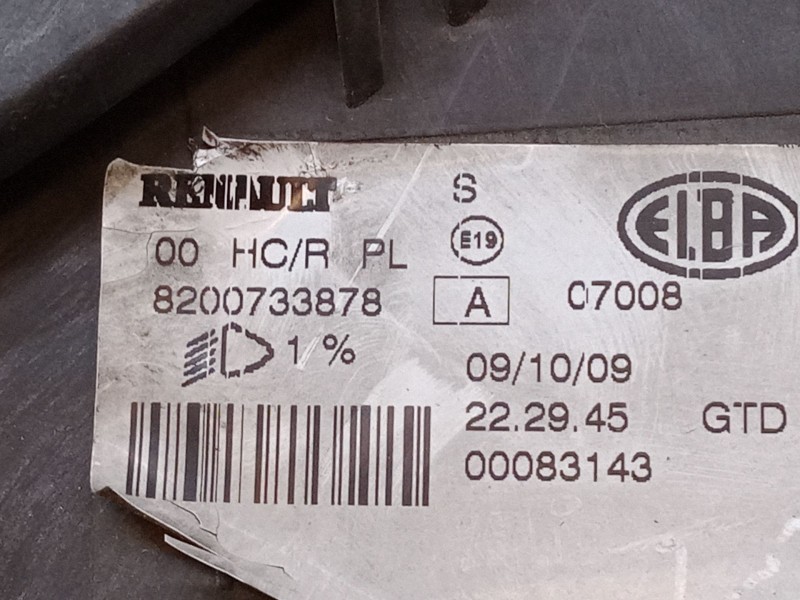 RENAULT S
ELBA
00 HC/R PL E19
8200733878 A 07008
1 %
09/10/09
22.29.45 GTD
00083143